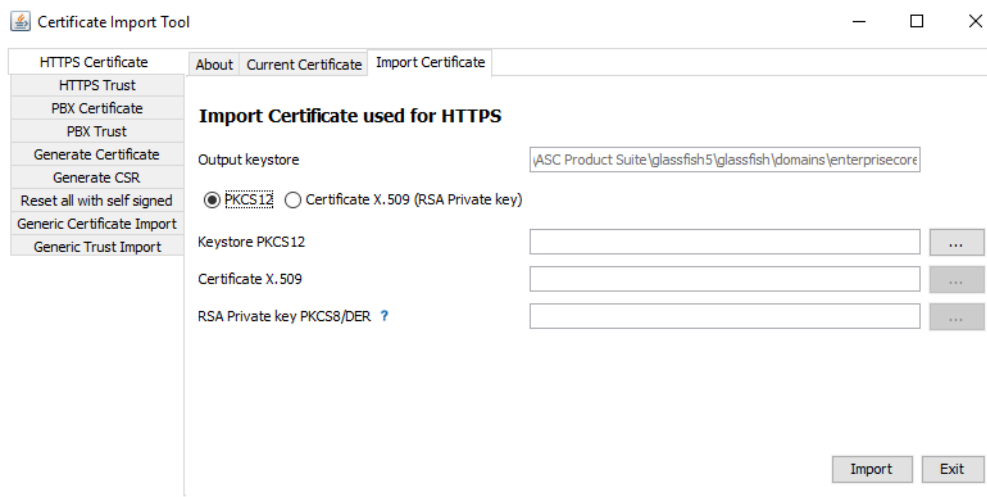 Certificate Import Tool
HTTPS Certificate
HTTPS Trust
PBX Certificate
PBX Trust
Generate Certificate
Generate CSR
Reset all with self signed
Generic Certificate Import
Generic Trust Import
About Current Certificate Import Certificate
Import Certificate used for HTTPS
Output keystore \ASC Product Suite\glassfish5\glassfish\domains\enterprisecore
PKCS12 Certificate X.509 (RSA Private key)
Keystore PKCS12 ...
Certificate X.509 ...
RSA Private key PKCS8/DER ? ...
Import Exit